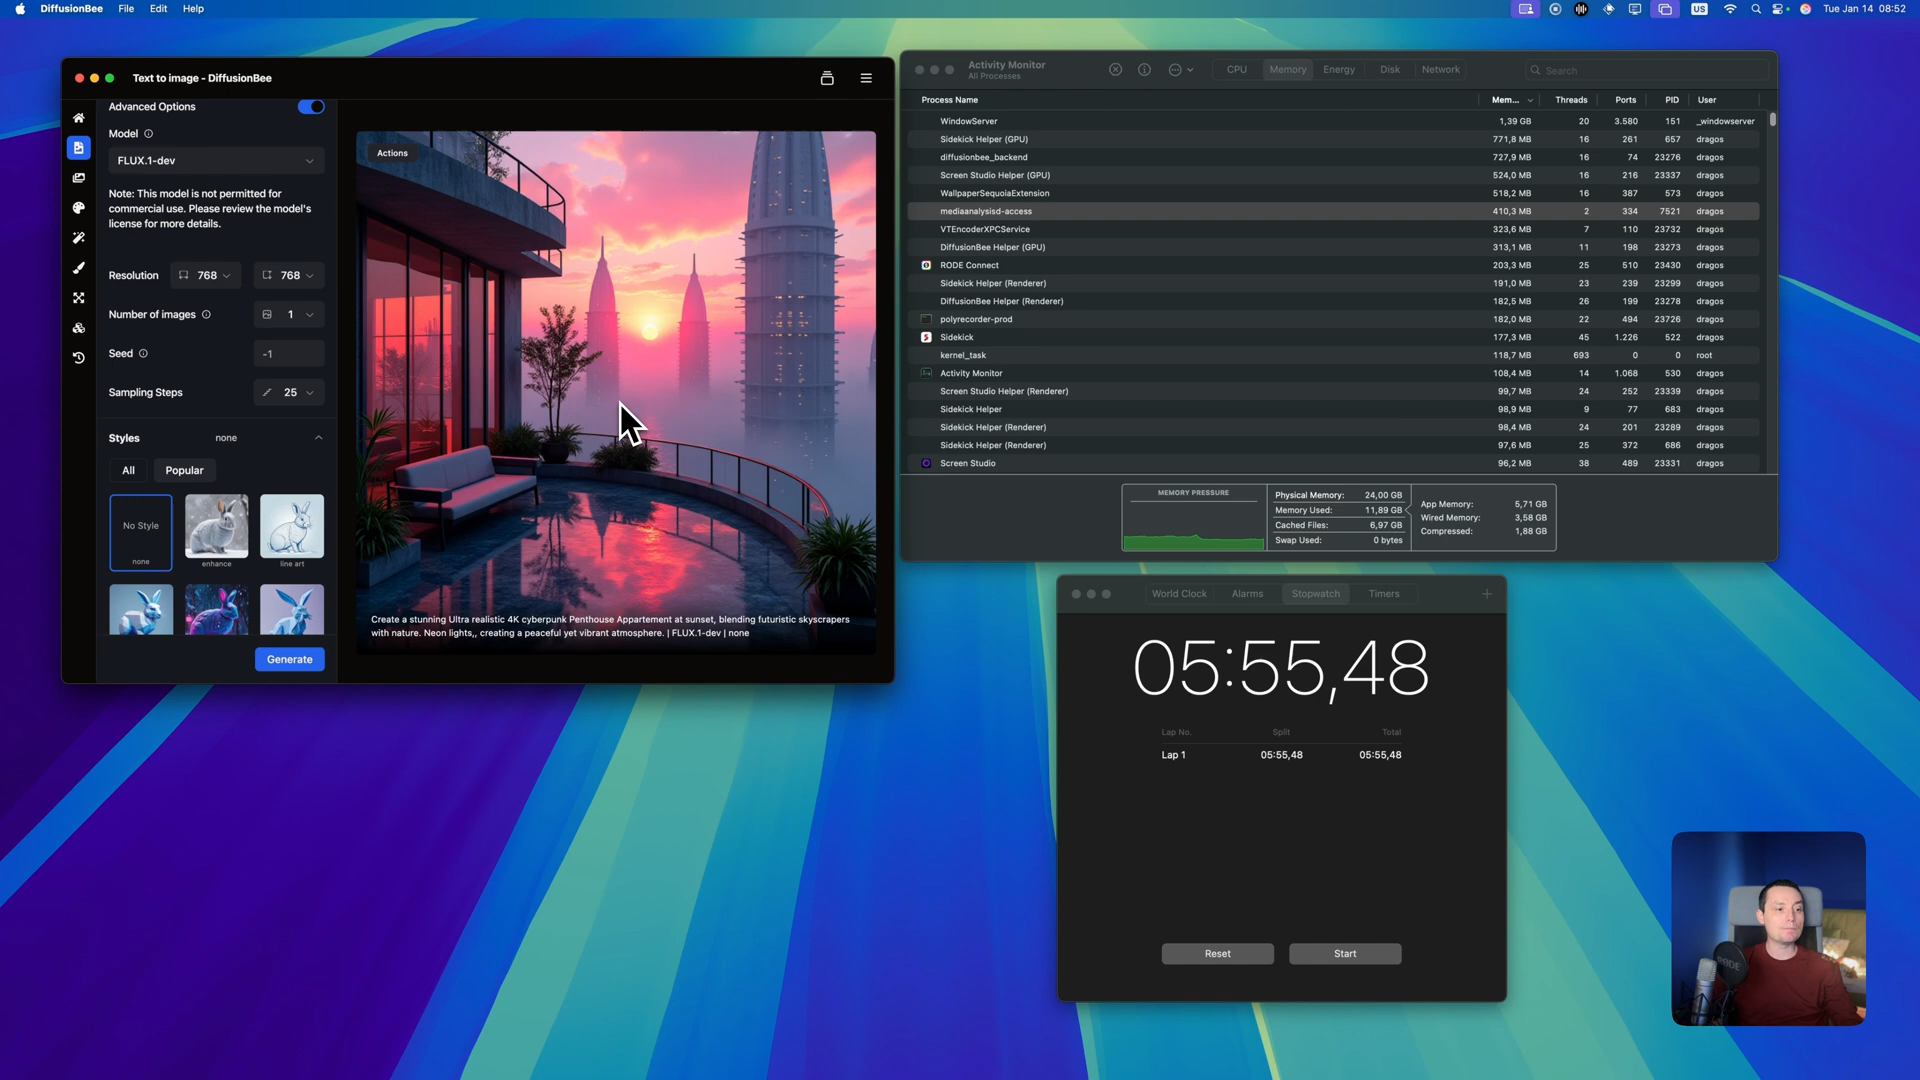 DiffusionBee File Edit Help
US Tue Jan 14 08:52
Text to image - DiffusionBee
Advanced Options
Model
FLUX.1-dev
Note: This model is not permitted for
commercial use. Please review the model's
license for more details.
Resolution 768 768
Number of images 1
Seed -1
Sampling Steps 25
Styles none
All Popular
No Style
none enhance line art
Generate
Actions
Create a stunning Ultra realistic 4K cyberpunk Penthouse Appartement at sunset, blending futuristic skyscrapers
with nature. Neon lights,, creating a peaceful yet vibrant atmosphere. | FLUX.1-dev | none
Activity Monitor
All Processes
CPU Memory Energy Disk Network
Search
Process Name Mem... Threads Ports PID User
WindowServer 1,39 GB 20 3.580 151 _windowserver
Sidekick Helper (GPU) 771,8 MB 16 261 657 dragos
diffusionbee_backend 727,9 MB 16 74 23276 dragos
Screen Studio Helper (GPU) 524,0 MB 16 216 23337 dragos
WallpaperSequoiaExtension 518,2 MB 16 387 573 dragos
mediaanalysisd-access 410,3 MB 2 334 7521 dragos
VTEncoderXPCService 323,6 MB 7 110 23732 dragos
DiffusionBee Helper (GPU) 313,1 MB 11 198 23273 dragos
RODE Connect 203,3 MB 25 510 23430 dragos
Sidekick Helper (Renderer) 191,0 MB 23 239 23299 dragos
DiffusionBee Helper (Renderer) 182,5 MB 26 199 23278 dragos
polyrecorder-prod 182,0 MB 22 494 23726 dragos
Sidekick 177,3 MB 45 1.226 522 dragos
kernel_task 118,7 MB 693 0 0 root
Activity Monitor 108,4 MB 14 1.068 530 dragos
Screen Studio Helper (Renderer) 99,7 MB 24 252 23339 dragos
Sidekick Helper 98,9 MB 9 77 683 dragos
Sidekick Helper (Renderer) 98,4 MB 24 201 23289 dragos
Sidekick Helper (Renderer) 97,6 MB 25 372 686 dragos
Screen Studio 96,2 MB 38 489 23331 dragos
MEMORY PRESSURE
Physical Memory: 24,00 GB
Memory Used: 11,89 GB
Cached Files: 6,97 GB
Swap Used: 0 bytes
App Memory: 5,71 GB
Wired Memory: 3,58 GB
Compressed: 1,88 GB
World Clock Alarms Stopwatch Timers
05:55,48
Lap No. Split Total
Lap 1 05:55,48 05:55,48
Reset Start
RODE